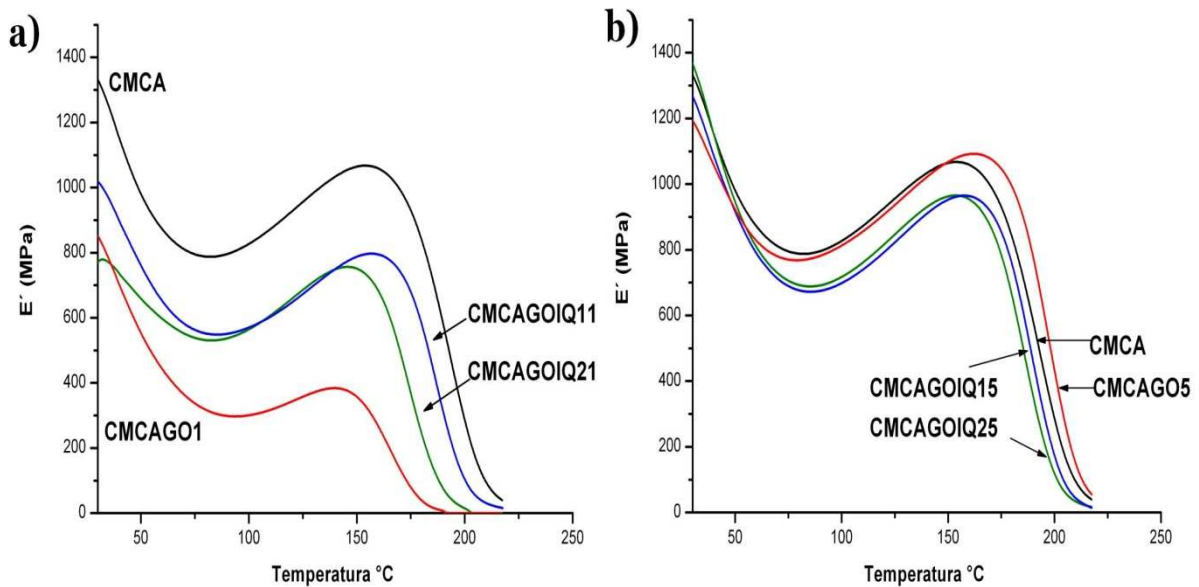 a)
1400
1200
1000
800
600
400
200
0
E´ (MPa)
CMCA
CMCAGOIQ11
CMCAGOIQ21
CMCAGO1
50 100 150 200 250
Temperatura °C
b)
1400
1200
1000
800
600
400
200
0
E´ (MPa)
CMCA
CMCAGOIQ15
CMCAGO5
CMCAGOIQ25
50 100 150 200 250
Temperatura °C